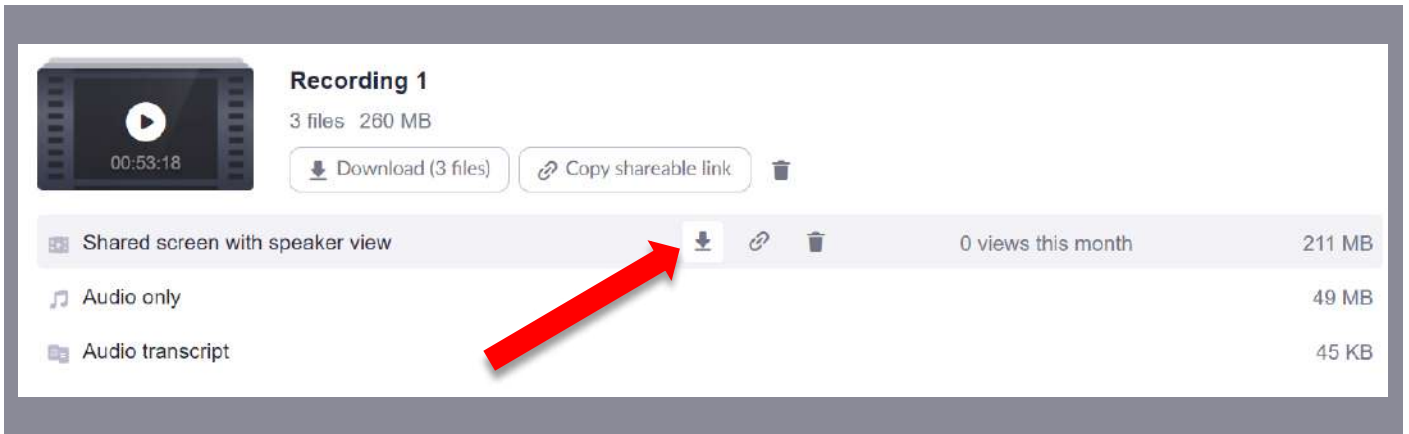 Recording 1
3 files 260 MB
00:53:18
Download (3 files) Copy shareable link
Shared screen with speaker view 0 views this month 211 MB
Audio only 49 MB
Audio transcript 45 KB